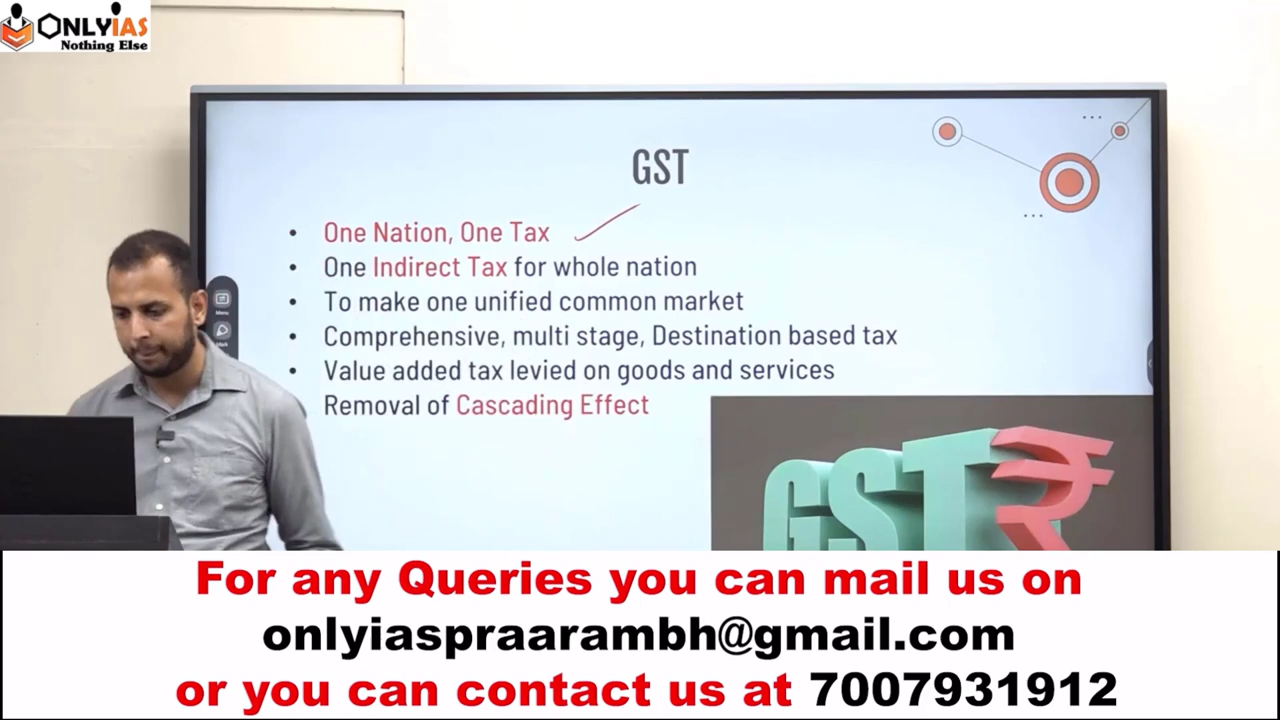 ONLYIAS
Nothing Else
GST
• One Nation, One Tax
• One Indirect Tax for whole nation
• To make one unified common market
• Comprehensive, multi stage, Destination based tax
• Value added tax levied on goods and services
Removal of Cascading Effect
Menu
Mark
GST₹
For any Queries you can mail us on
onlyiaspraarambh@gmail.com
or you can contact us at 7007931912